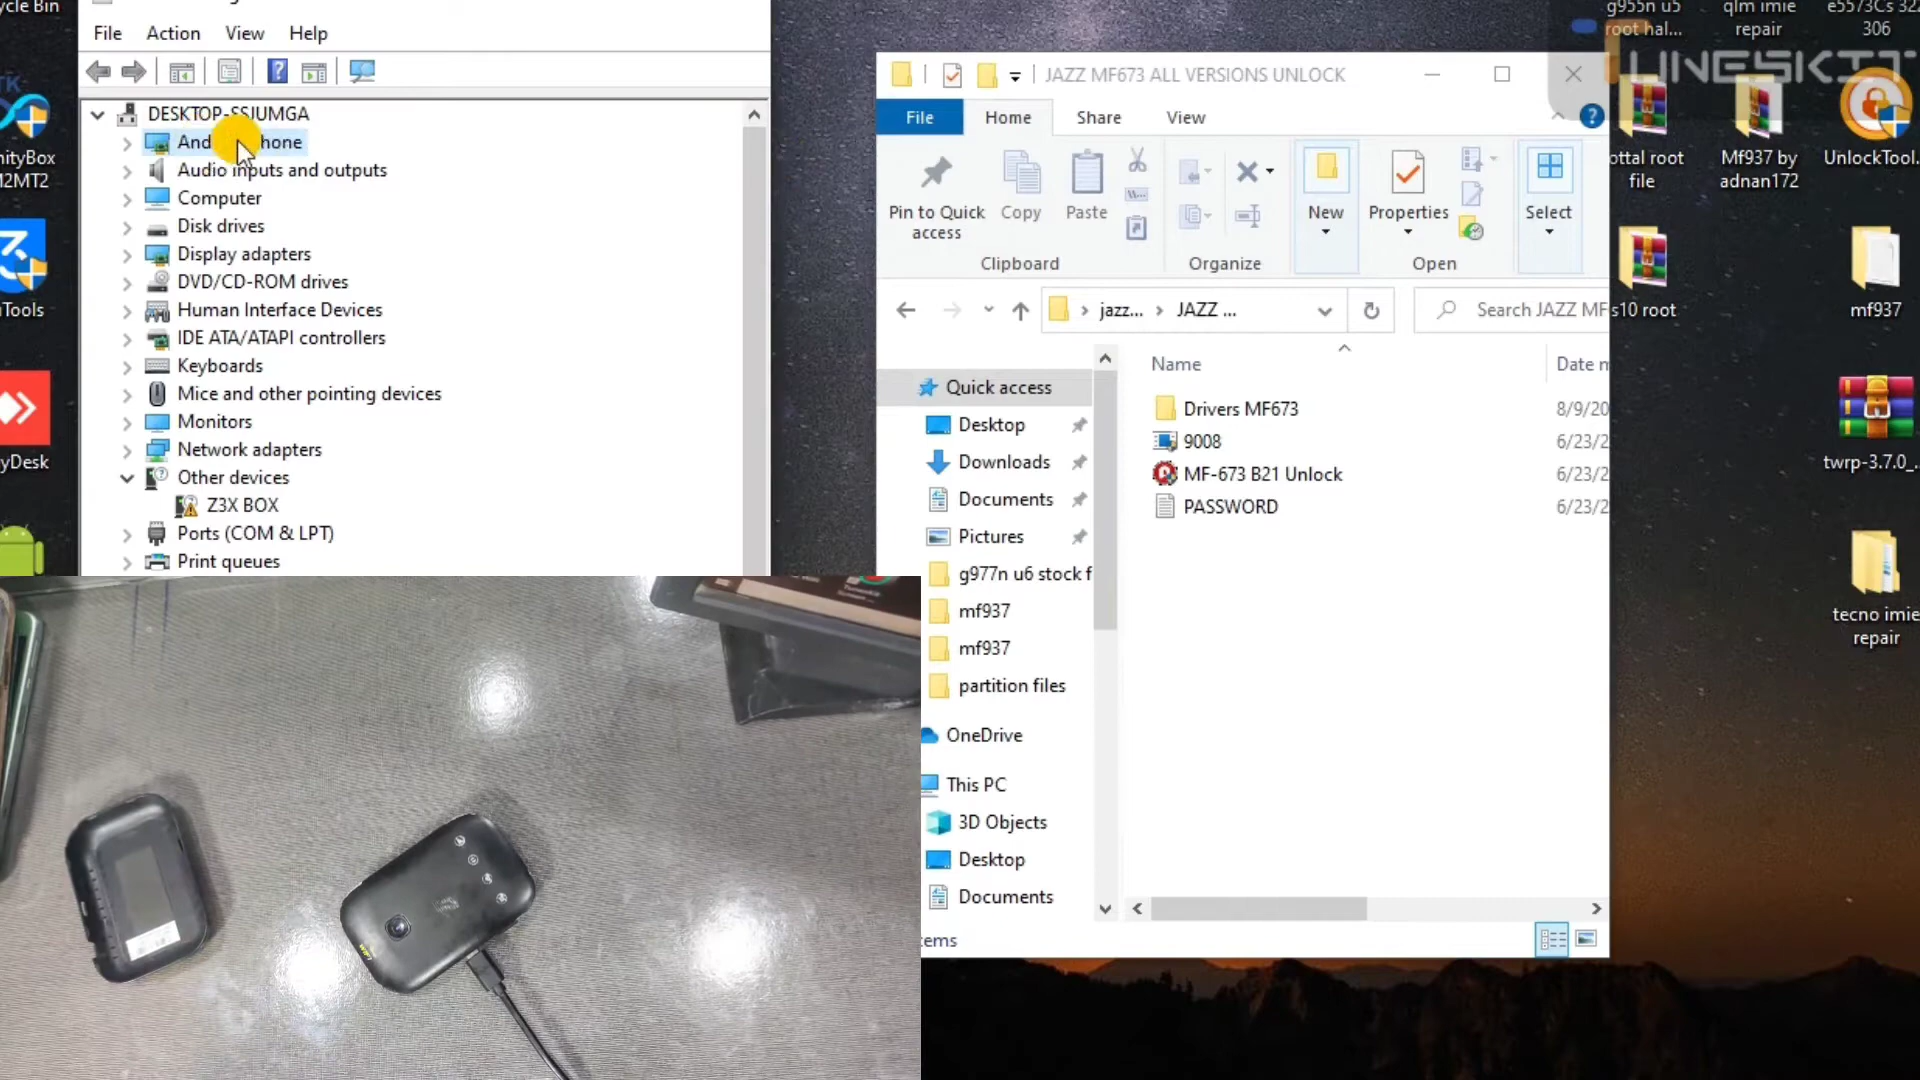 File Action View Help
DESKTOP-SSJUMGA
Audio inputs and outputs
Computer
Disk drives
Display adapters
DVD/CD-ROM drives
Human Interface Devices
IDE ATA/ATAPI controllers
Keyboards
Mice and other pointing devices
Monitors
Network adapters
Other devices
Z3X BOX
Ports (COM & LPT)
Print queues
JAZZ MF673 ALL VERSIONS UNLOCK
File Home Share View
Pin to Quick access
Copy
Paste
New
Properties
Select
Clipboard
Organize
Open
jazz... JAZZ ...
Search JAZZ MF
Name
Date m
Drivers MF673 8/9/20
9008 6/23/2
MF-673 B21 Unlock 6/23/2
PASSWORD 6/23/2
Quick access
Desktop
Downloads
Documents
Pictures
g977n u6 stock f
mf937
mf937
partition files
OneDrive
This PC
3D Objects
Desktop
Documents
ems
g955n u5
root hal...
qlm imie
repair
e5573Cs 322
306
ottal root
file
Mf937 by
adnan172
UnlockTool.
s10 root
mf937
twrp-3.7.0_...
tecno imie
repair
ycle Bin
nityBox
M2MT2
Tools
yDesk